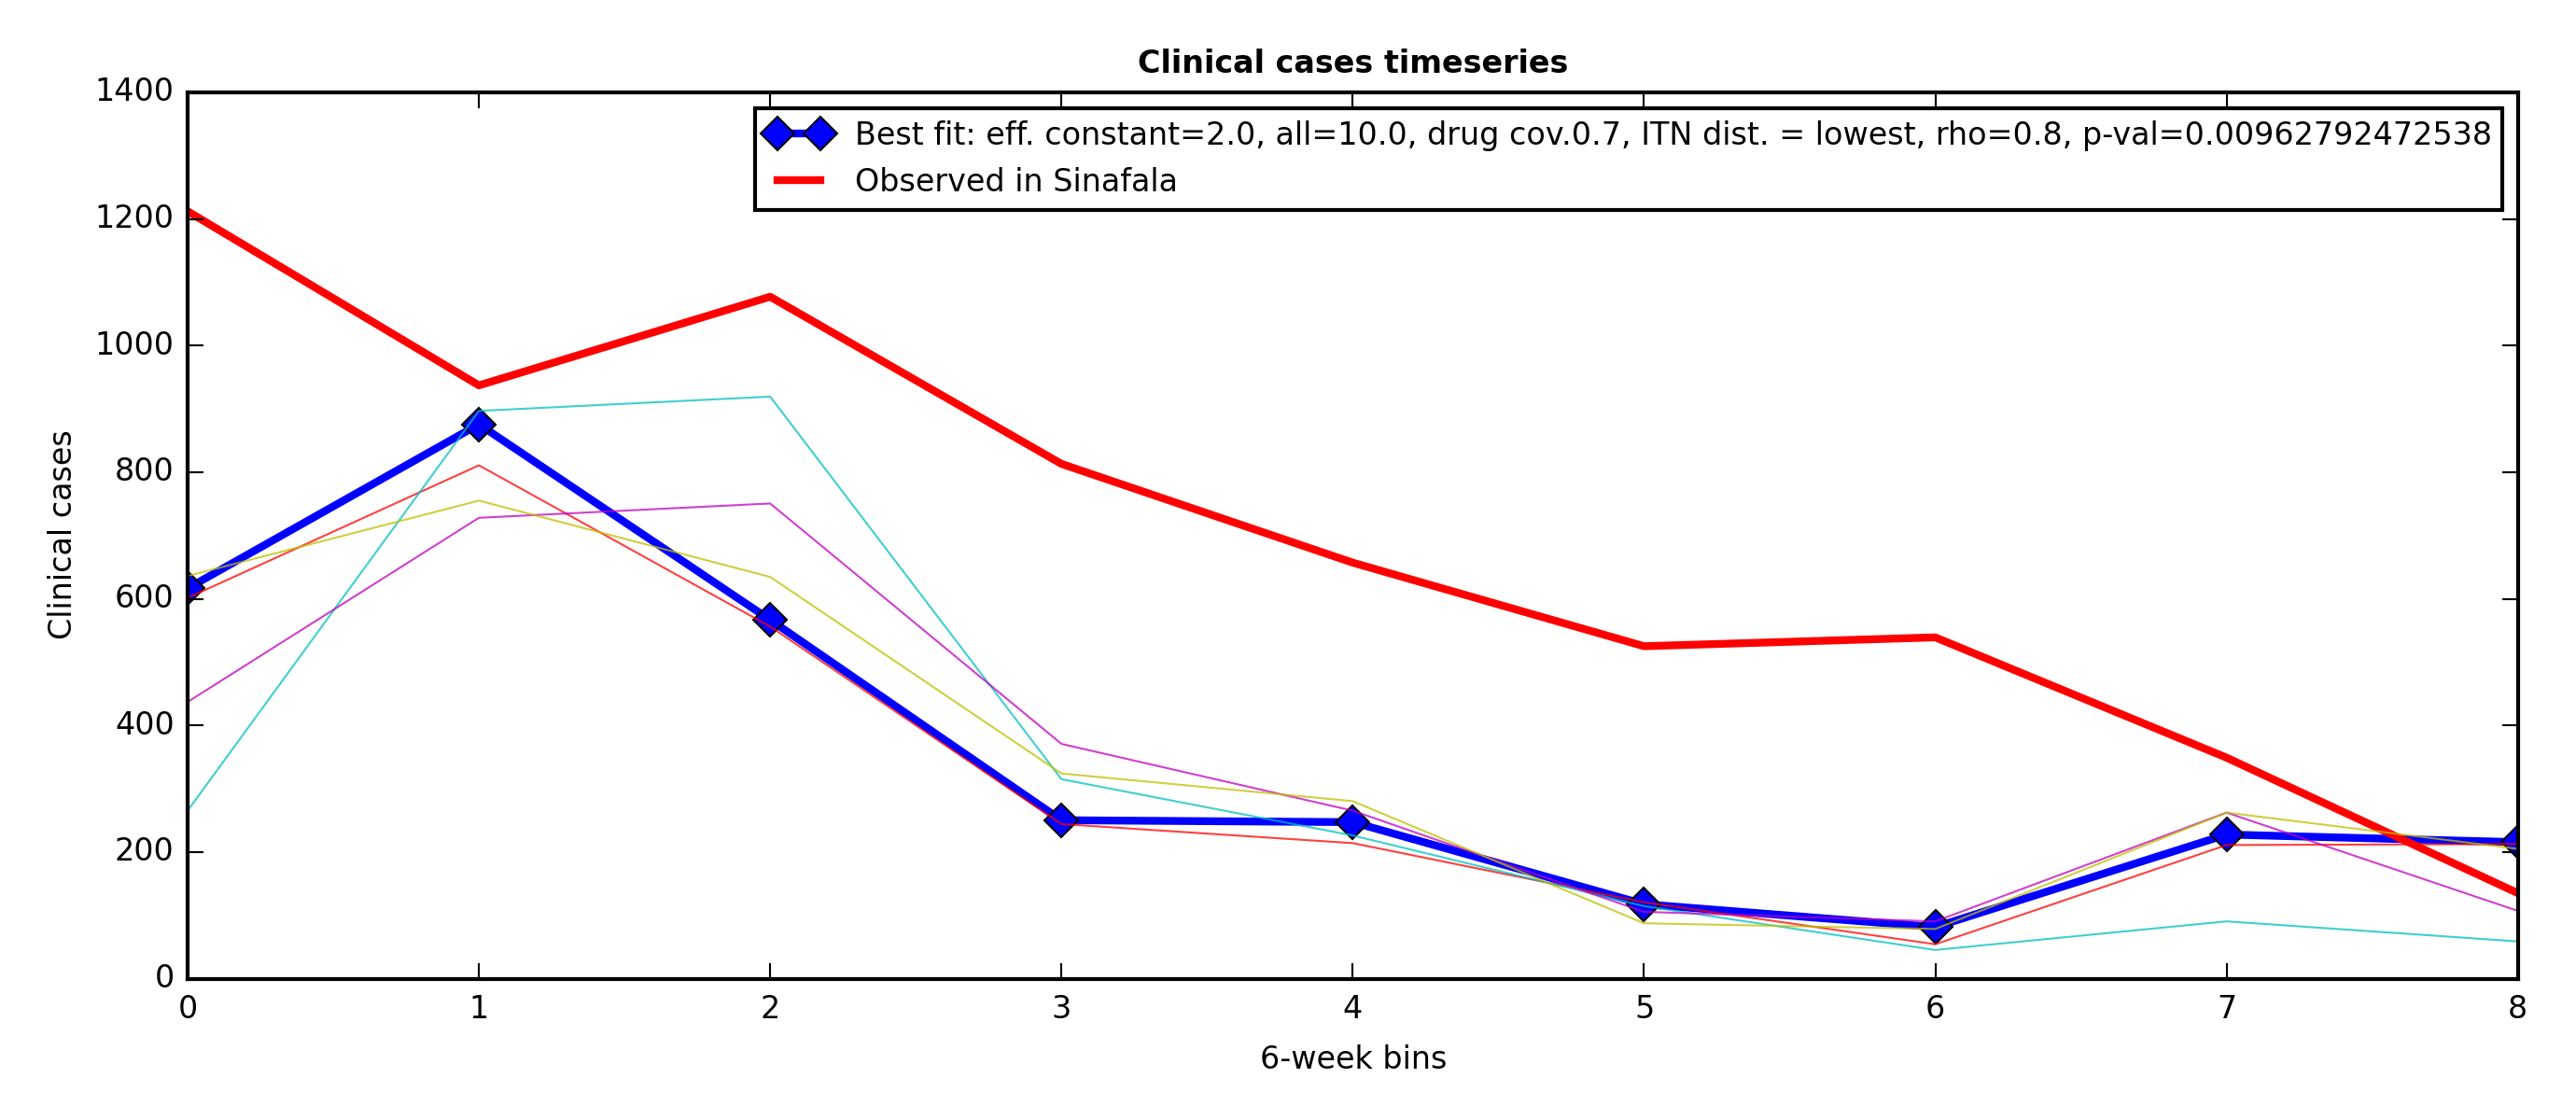 Clinical cases timeseries
1400
1200
1000
800
600
400
200
0
Clinical cases
Best fit: eff. constant=2.0, all=10.0, drug cov.0.7, ITN dist. = lowest, rho=0.8, p-val=0.00962792472538
Observed in Sinafala
0 1 2 3 4 5 6 7 8
6-week bins